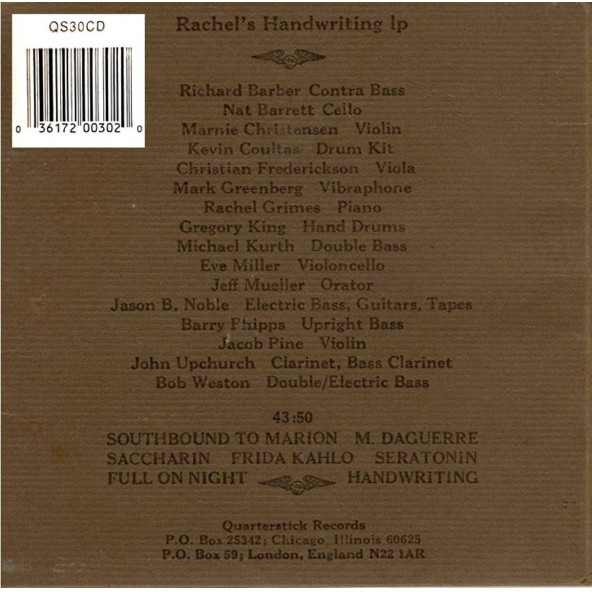 QS30CD
0 36172 00302 0
Rachel's Handwriting lp
Richard Barber Contra Bass
Nat Barrett Cello
Marnie Christensen Violin
Kevin Coultas Drum Kit
Christian Frederickson Viola
Mark Greenberg Vibraphone
Rachel Grimes Piano
Gregory King Hand Drums
Michael Kurth Double Bass
Eve Miller Violoncello
Jeff Mueller Orator
Jason B. Noble Electric Bass, Guitars, Tapes
Barry Phipps Upright Bass
Jacob Pine Violin
John Upchurch Clarinet, Bass Clarinet
Bob Weston Double/Electric Bass
43:50
SOUTHBOUND TO MARION M. DAGUERRE
SACCHARIN FRIDA KAHLO SERATONIN
FULL ON NIGHT HANDWRITING
Quarterstick Records
P.O. Box 25342; Chicago, Illinois 60625
P.O. Box 59; London, England N22 1AR